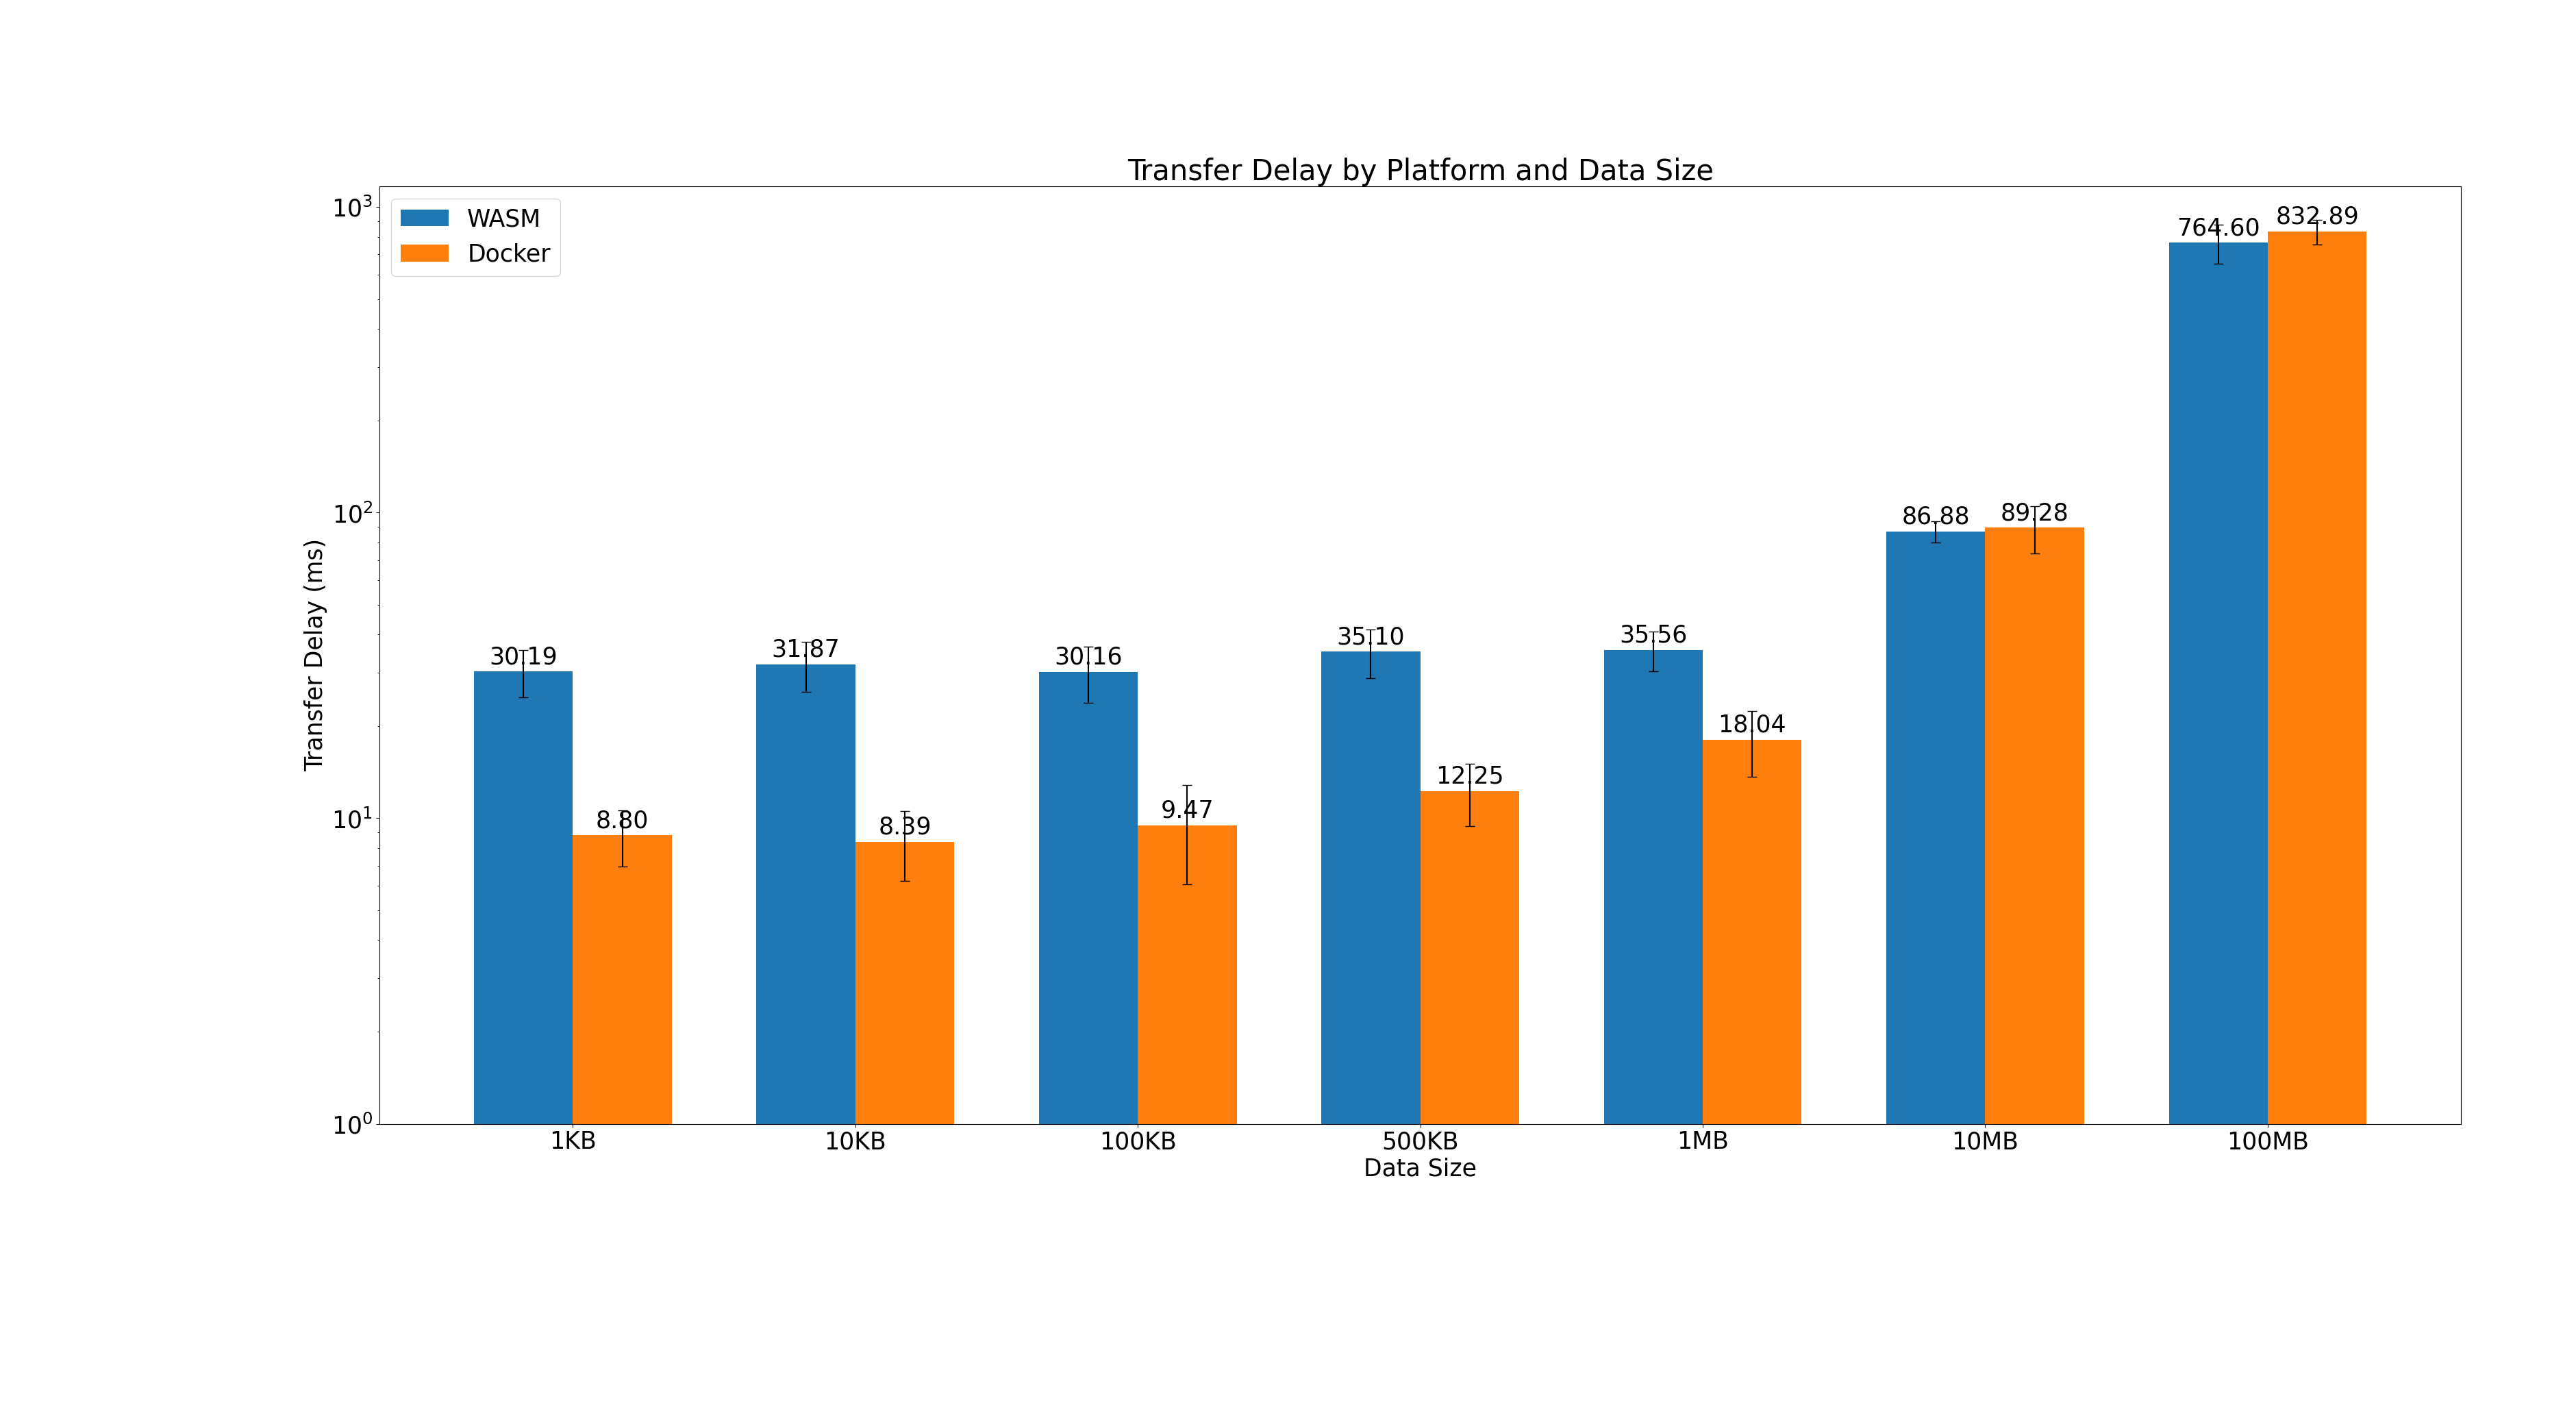 Transfer Delay by Platform and Data Size
WASM
Docker
10³
10²
10¹
10⁰
Transfer Delay (ms)
30.19
8.80
31.87
8.39
30.16
9.47
35.10
12.25
35.56
18.04
86.88
89.28
764.60
832.89
1KB
10KB
100KB
500KB
1MB
10MB
100MB
Data Size